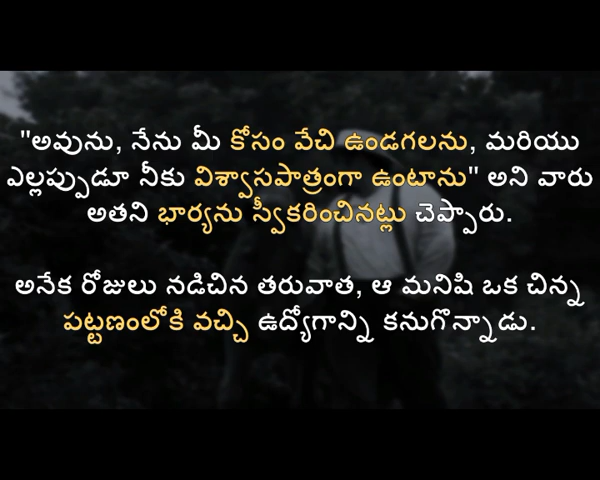 "అవును, నేను మీ కోసం వేచి ఉండగలను, మరియు
ఎల్లప్పుడూ నీకు విశ్వాసపాత్రంగా ఉంటాను" అని వారు
అతని భార్యను స్వీకరించినట్లు చెప్పారు.
అనేక రోజులు నడిచిన తరువాత, ఆ మనిషి ఒక చిన్న
పట్టణంలోకి వచ్చి ఉద్యోగాన్ని కనుగొన్నాడు.